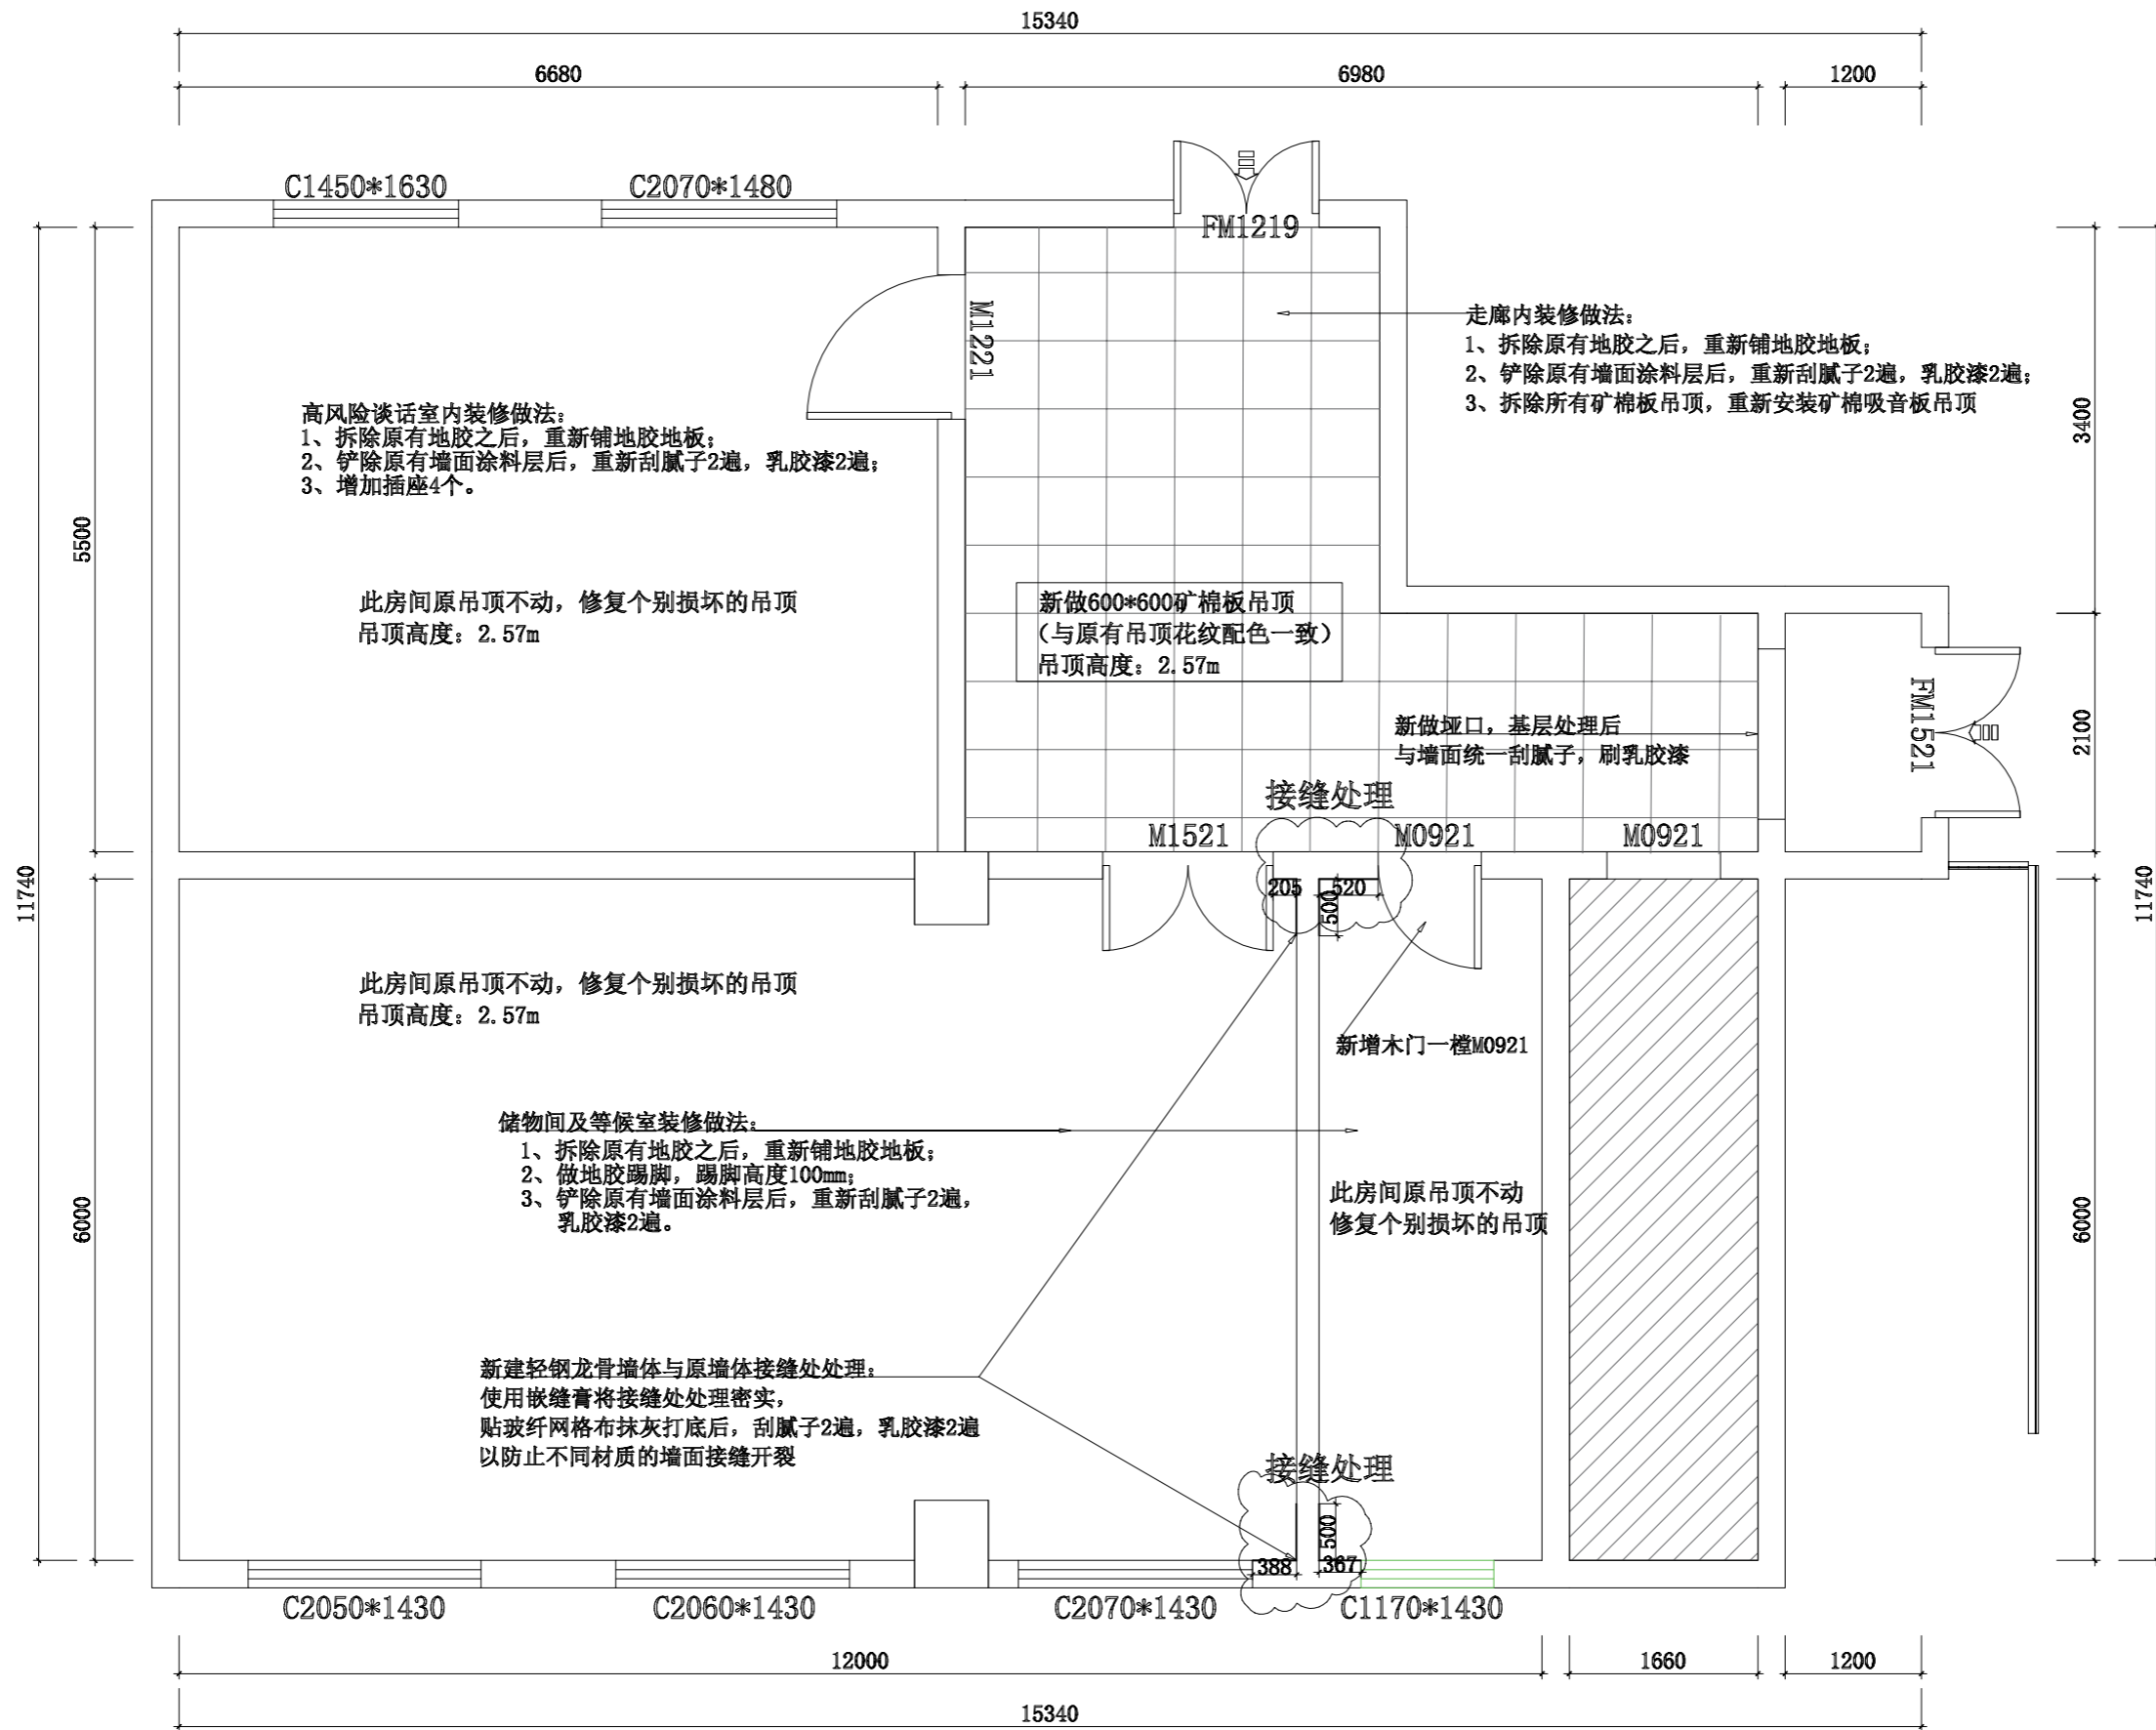 15340
6680
6980
1200
C1450*1630
C2070*1480
FM1219
M1221
走廊内装修做法：
1、拆除原有地胶之后，重新铺地胶地板；
2、铲除原有墙面涂料层后，重新刮腻子2遍，乳胶漆2遍；
3、拆除所有矿棉板吊顶，重新安装矿棉吸音板吊顶
3400
高风险谈话室内装修做法：
1、拆除原有地胶之后，重新铺地胶地板；
2、铲除原有墙面涂料层后，重新刮腻子2遍，乳胶漆2遍；
3、增加插座4个。
5500
此房间原吊顶不动，修复个别损坏的吊顶
吊顶高度：2.57m
新做600*600矿棉板吊顶
（与原有吊顶花纹配色一致）
吊顶高度：2.57m
新做垭口，基层处理后
与墙面统一刮腻子，刷乳胶漆
FM1521
2100
接缝处理
M1521
M0921
M0921
11740
11740
205
520
500
此房间原吊顶不动，修复个别损坏的吊顶
吊顶高度：2.57m
新增木门一樘M0921
储物间及等候室装修做法：
1、拆除原有地胶之后，重新铺地胶地板；
2、做地胶踢脚，踢脚高度100mm；
3、铲除原有墙面涂料层后，重新刮腻子2遍，
乳胶漆2遍。
此房间原吊顶不动
修复个别损坏的吊顶
6000
6000
新建轻钢龙骨墙体与原墙体接缝处处理：
使用嵌缝膏将接缝处处理密实，
贴玻纤网格布抹灰打底后，刮腻子2遍，乳胶漆2遍
以防止不同材质的墙面接缝开裂
接缝处理
500
388
367
C2050*1430
C2060*1430
C2070*1430
C1170*1430
12000
1660
1200
15340